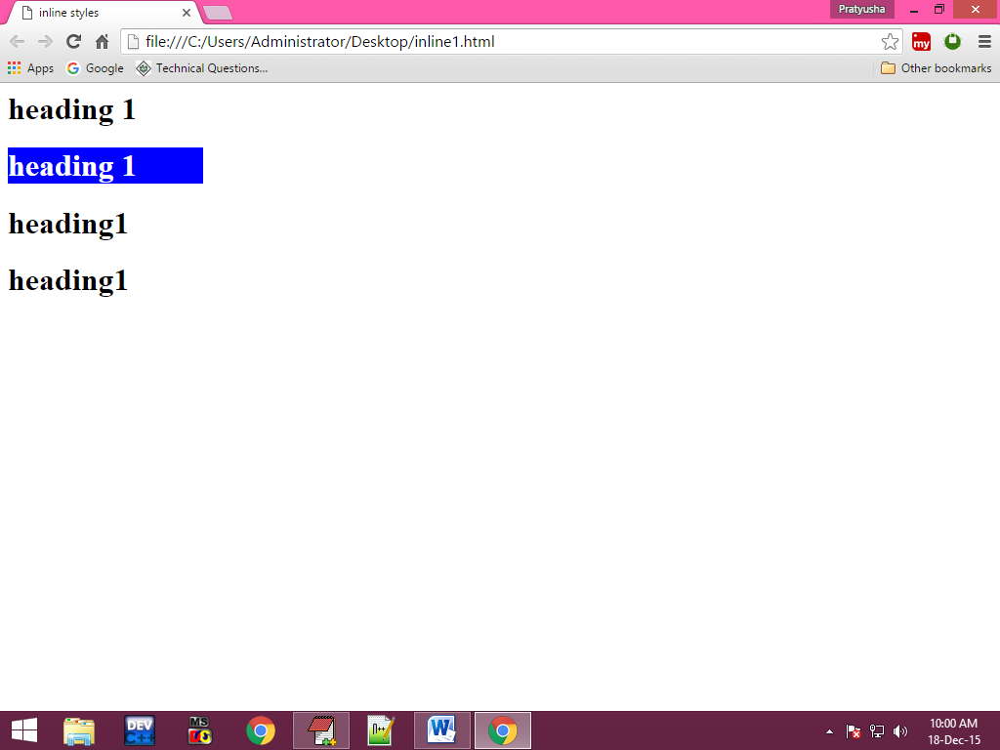 inline styles
Pratyusha
file:///C:/Users/Administrator/Desktop/inline1.html
my
Apps
Google
Technical Questions...
Other bookmarks
heading 1
heading 1
heading1
heading1
DEV
C++
MS
I++
W
10:00 AM
18-Dec-15